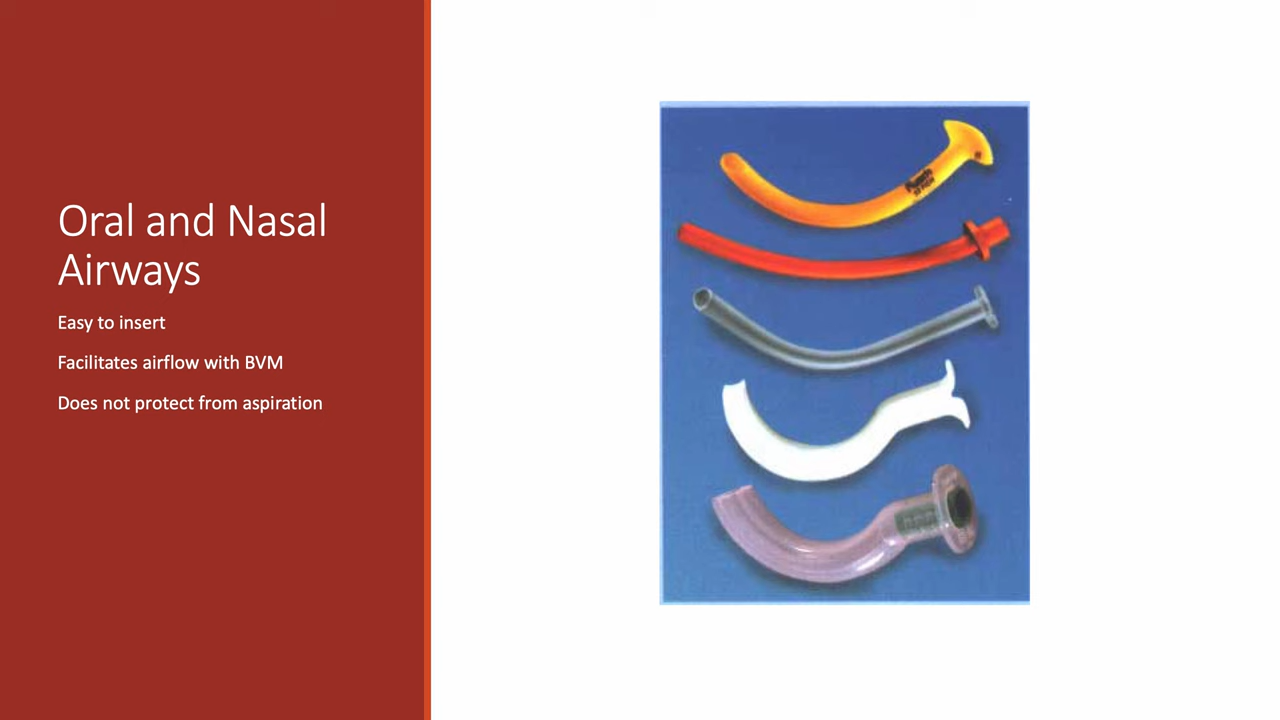 Oral and Nasal
Airways
Easy to insert
Facilitates airflow with BVM
Does not protect from aspiration